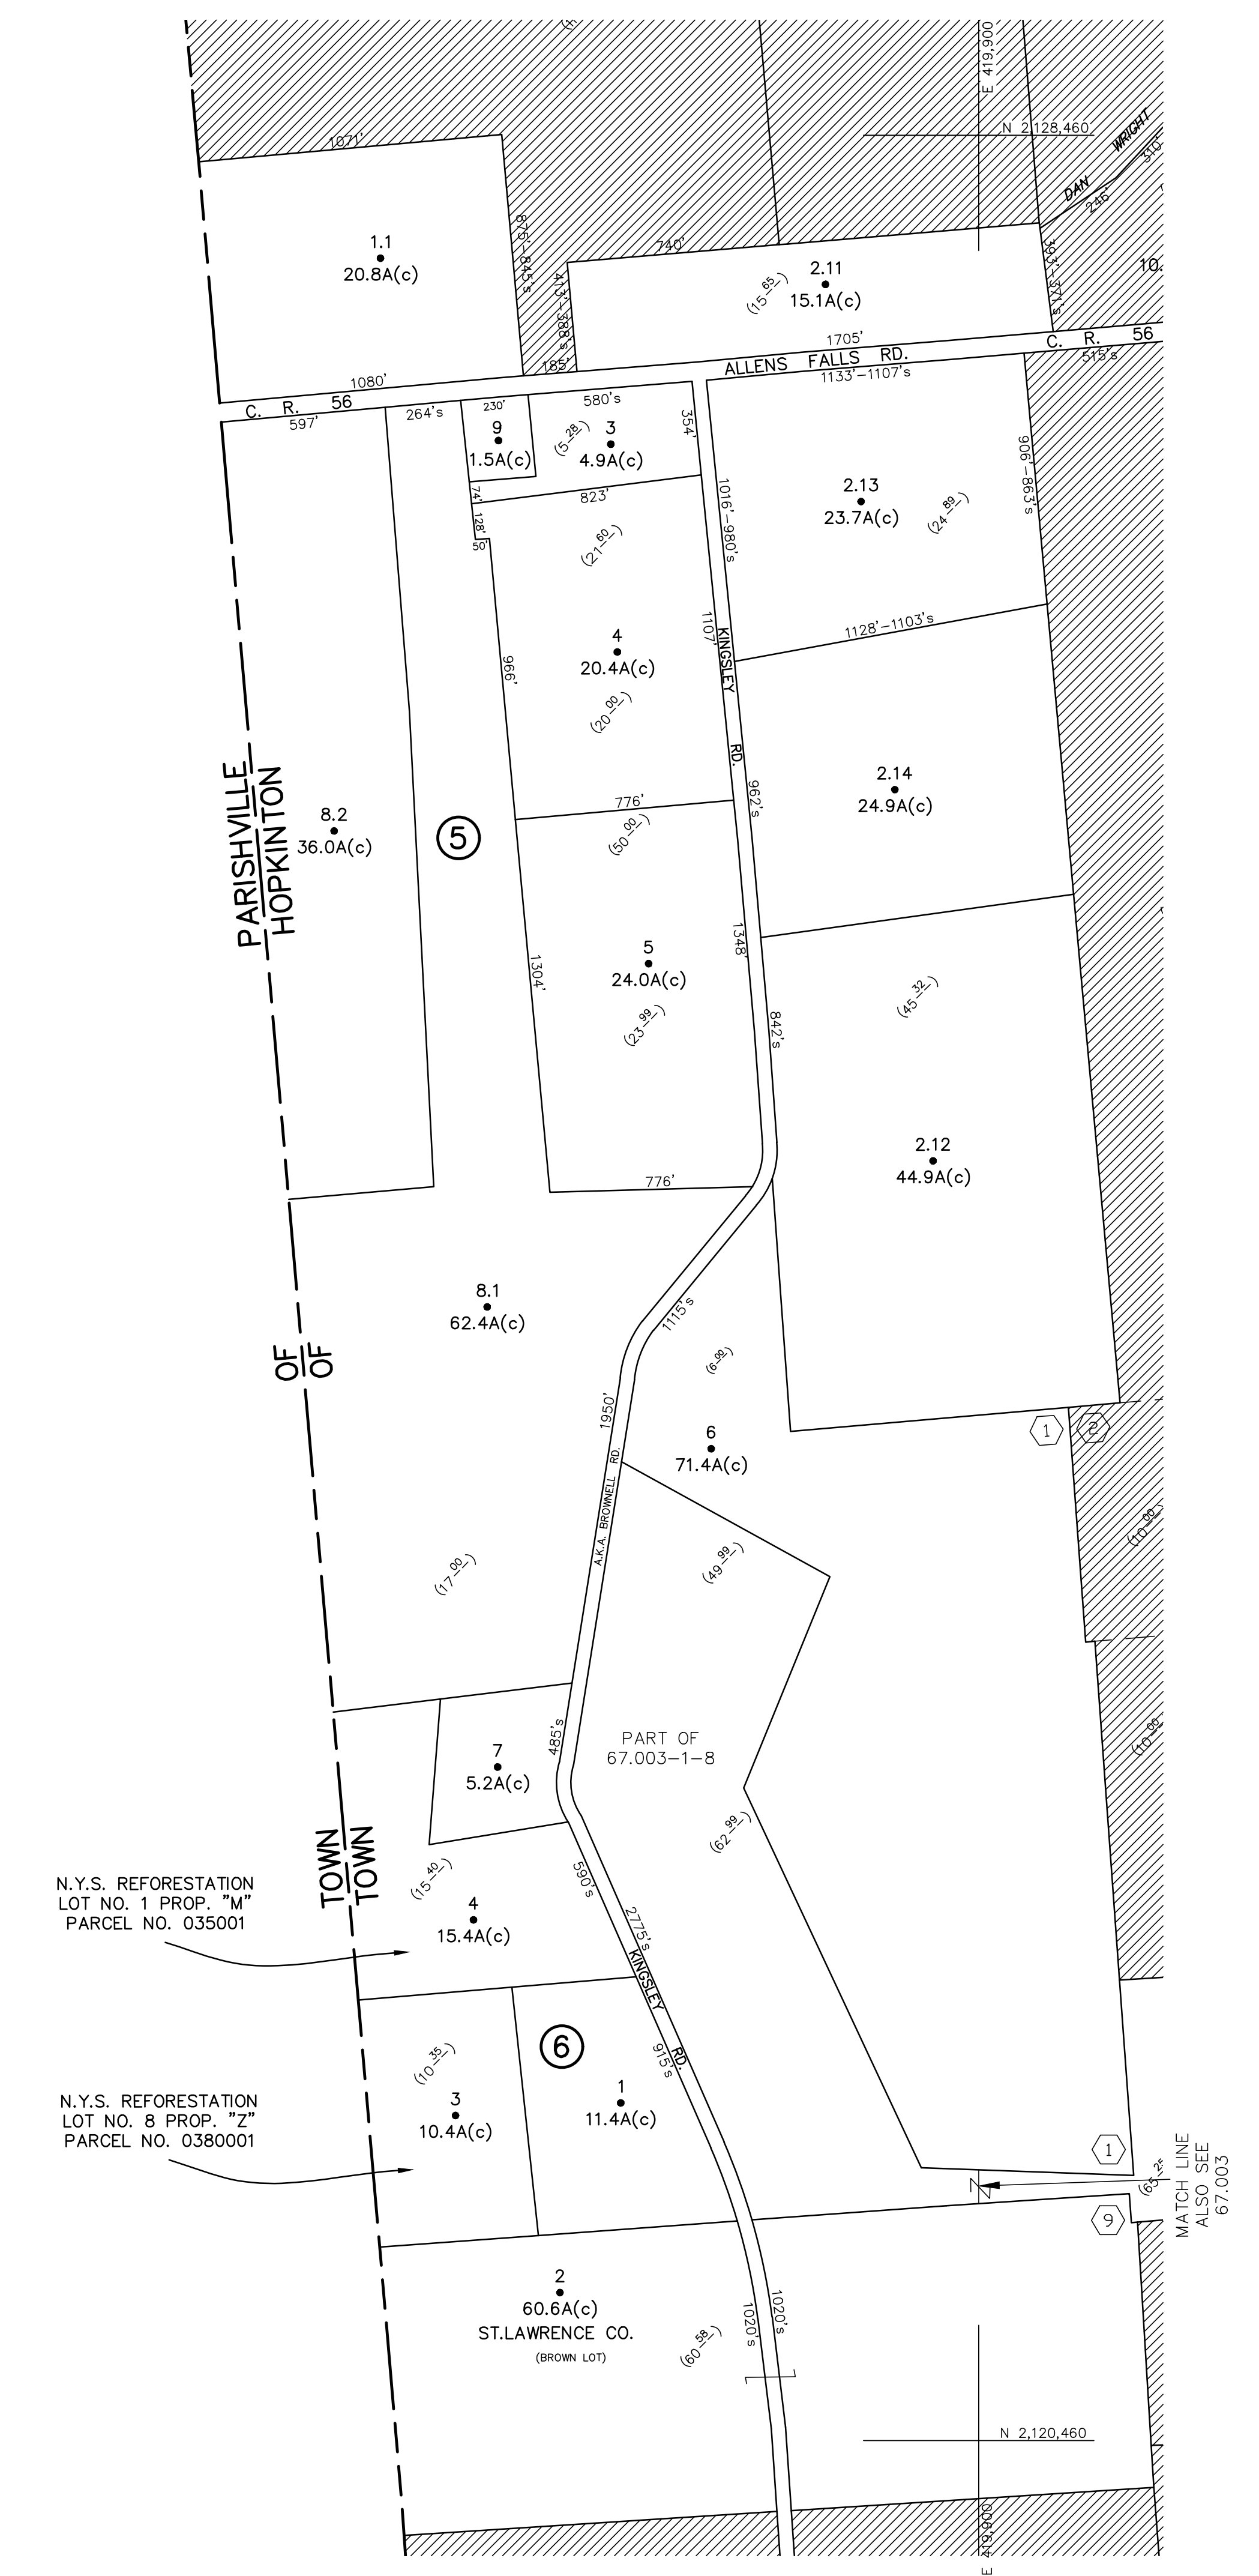 E 419,900
N 2,128,460
DAN WRIGHT
310'
246'
1071'
1.1
20.8A(c)
875'-845's
413'-388's
740'
2.11
15.1A(c)
(15 65)
393'-371's
10.
1705'
185'
1080'
ALLENS FALLS RD.
C. R. 56
515's
1133'-1107's
C. R. 56
597'
264's
230'
580's
9
1.5A(c)
(5 28)
3
4.9A(c)
354'
74'
823'
128'
50'
906'-863's
2.13
23.7A(c)
(24 89)
1016'-980's
(21 60)
1107'
KINGSLEY RD.
1128'-1103's
4
20.4A(c)
966'
(20 00)
PARISHVILLE
HOPKINTON
8.2
36.0A(c)
5
776'
(50 00)
962's
2.14
24.9A(c)
1304'
5
24.0A(c)
(23 99)
1348'
842's
(45 32)
2.12
44.9A(c)
776'
8.1
62.4A(c)
1115's
(6 00)
OF
OF
1950'
6
71.4A(c)
1
2
A.K.A. BROWNELL RD.
(10 00)
(49 99)
(17 00)
485's
PART OF
67.003-1-8
(10 00)
7
5.2A(c)
(62 99)
TOWN
TOWN
590's
(15 40)
N.Y.S. REFORESTATION
LOT NO. 1 PROP. "M"
PARCEL NO. 035001
4
15.4A(c)
2775's
KINGSLEY RD.
6
915's
(10 35)
3
10.4A(c)
1
11.4A(c)
N.Y.S. REFORESTATION
LOT NO. 8 PROP. "Z"
PARCEL NO. 0380001
1
MATCH LINE
ALSO SEE
67.003
9
2
60.6A(c)
ST.LAWRENCE CO.
(BROWN LOT)
(60 58)
1020's
1020's
N 2,120,460
E 419,900